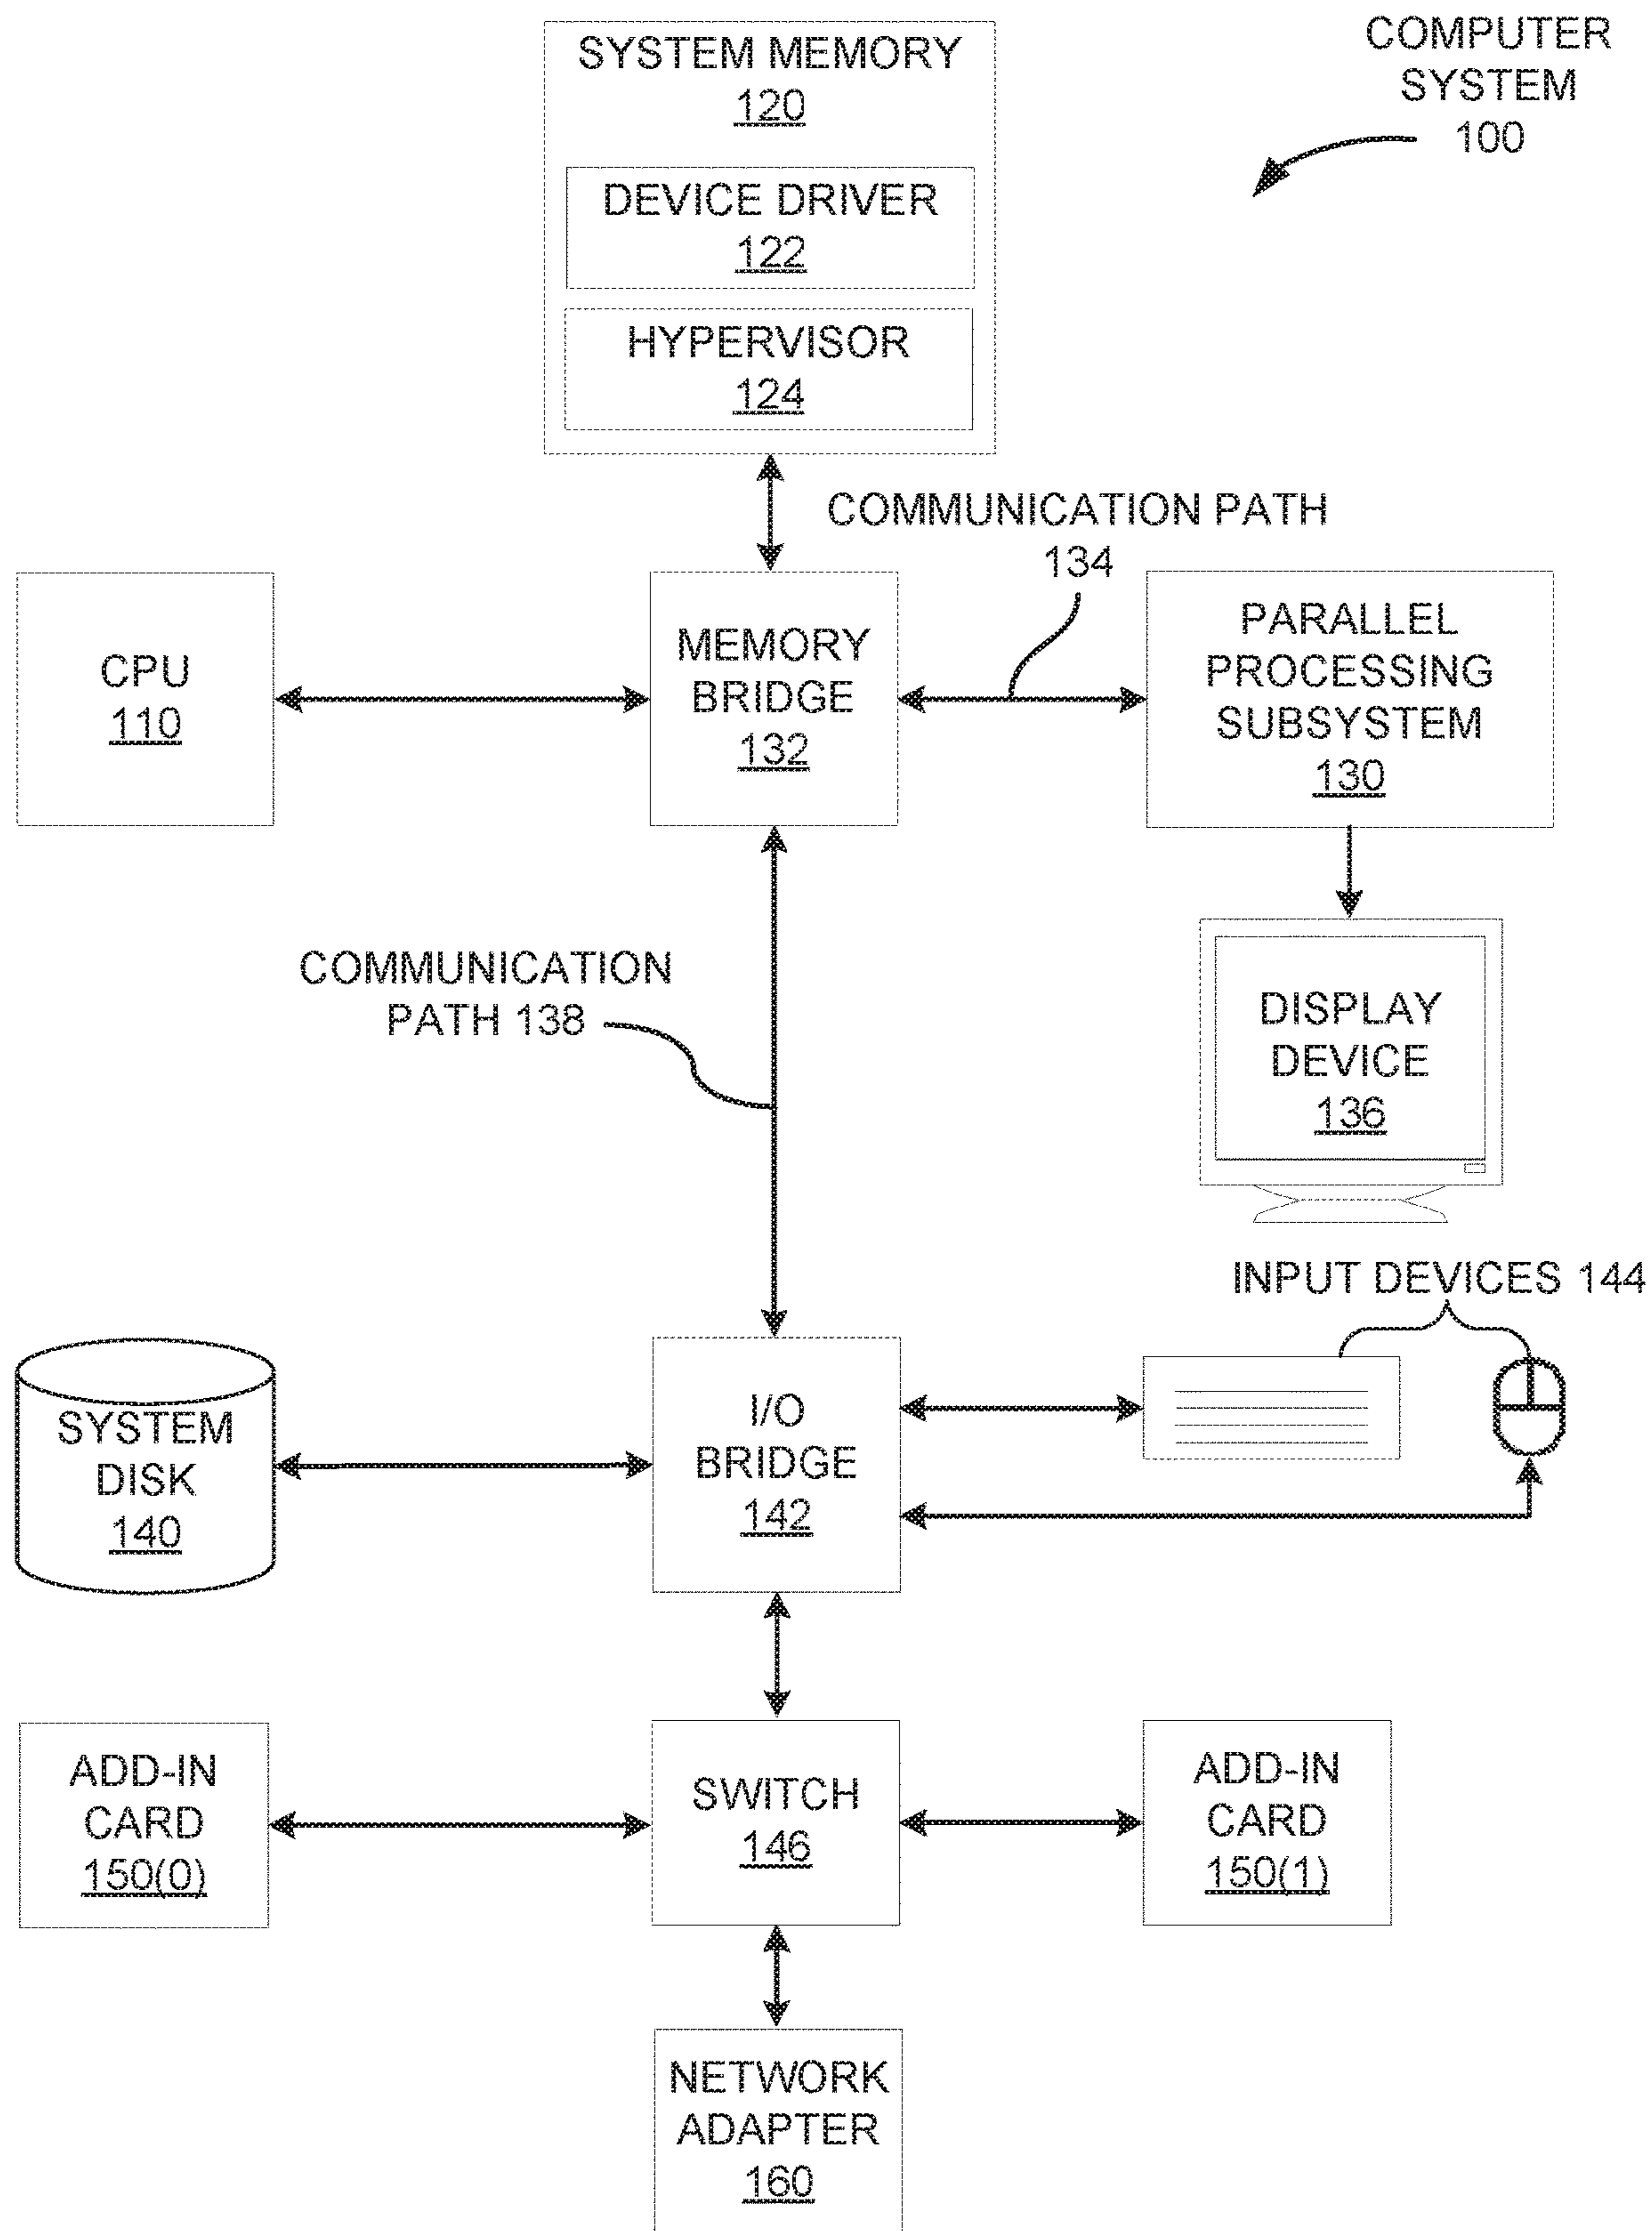 SYSTEM MEMORY
120
DEVICE DRIVER
122
HYPERVISOR
124
COMPUTER
SYSTEM
100
COMMUNICATION PATH
134
CPU
110
MEMORY
BRIDGE
132
PARALLEL
PROCESSING
SUBSYSTEM
130
COMMUNICATION
PATH 138
DISPLAY
DEVICE
136
INPUT DEVICES 144
SYSTEM
DISK
140
I/O
BRIDGE
142
ADD-IN
CARD
150(0)
SWITCH
146
ADD-IN
CARD
150(1)
NETWORK
ADAPTER
160